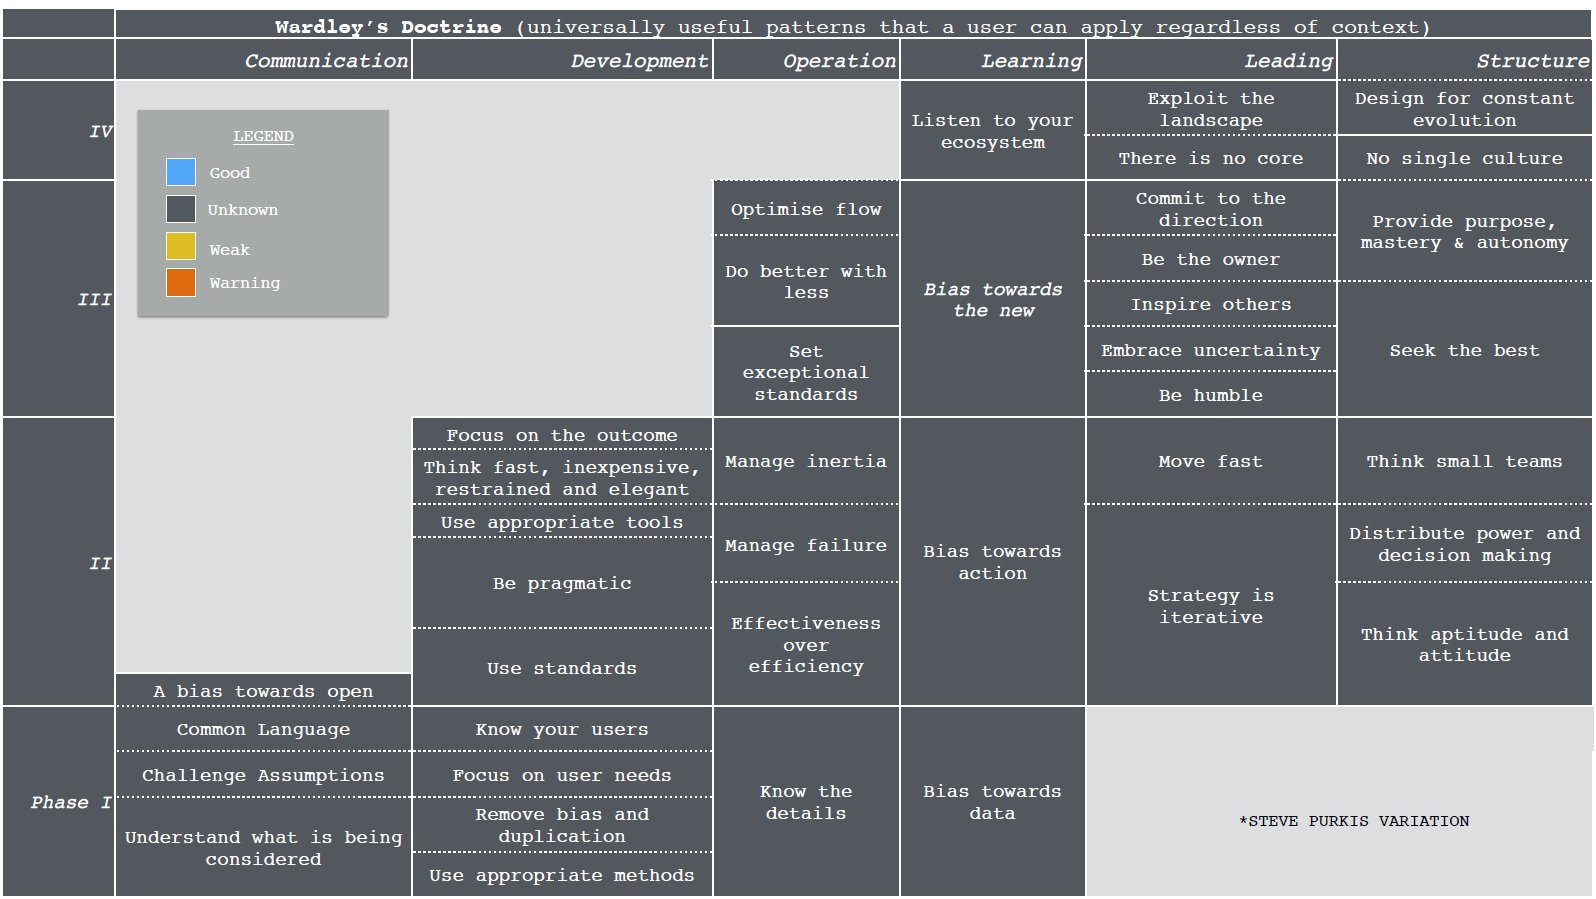 Wardley’s Doctrine (universally useful patterns that a user can apply regardless of context)
Communication
Development
Operation
Learning
Leading
Structure
IV
LEGEND
Good
Unknown
Weak
Warning
Listen to your
ecosystem
Exploit the
landscape
There is no core
Design for constant
evolution
No single culture
III
Optimise flow
Do better with
less
Set
exceptional
standards
Bias towards
the new
Commit to the
direction
Be the owner
Inspire others
Embrace uncertainty
Be humble
Provide purpose,
mastery & autonomy
Seek the best
II
A bias towards open
Focus on the outcome
Think fast, inexpensive,
restrained and elegant
Use appropriate tools
Be pragmatic
Use standards
Manage inertia
Manage failure
Effectiveness
over
efficiency
Bias towards
action
Move fast
Strategy is
iterative
Think small teams
Distribute power and
decision making
Think aptitude and
attitude
Phase I
Common Language
Challenge Assumptions
Understand what is being
considered
Know your users
Focus on user needs
Remove bias and
duplication
Use appropriate methods
Know the
details
Bias towards
data
*STEVE PURKIS VARIATION